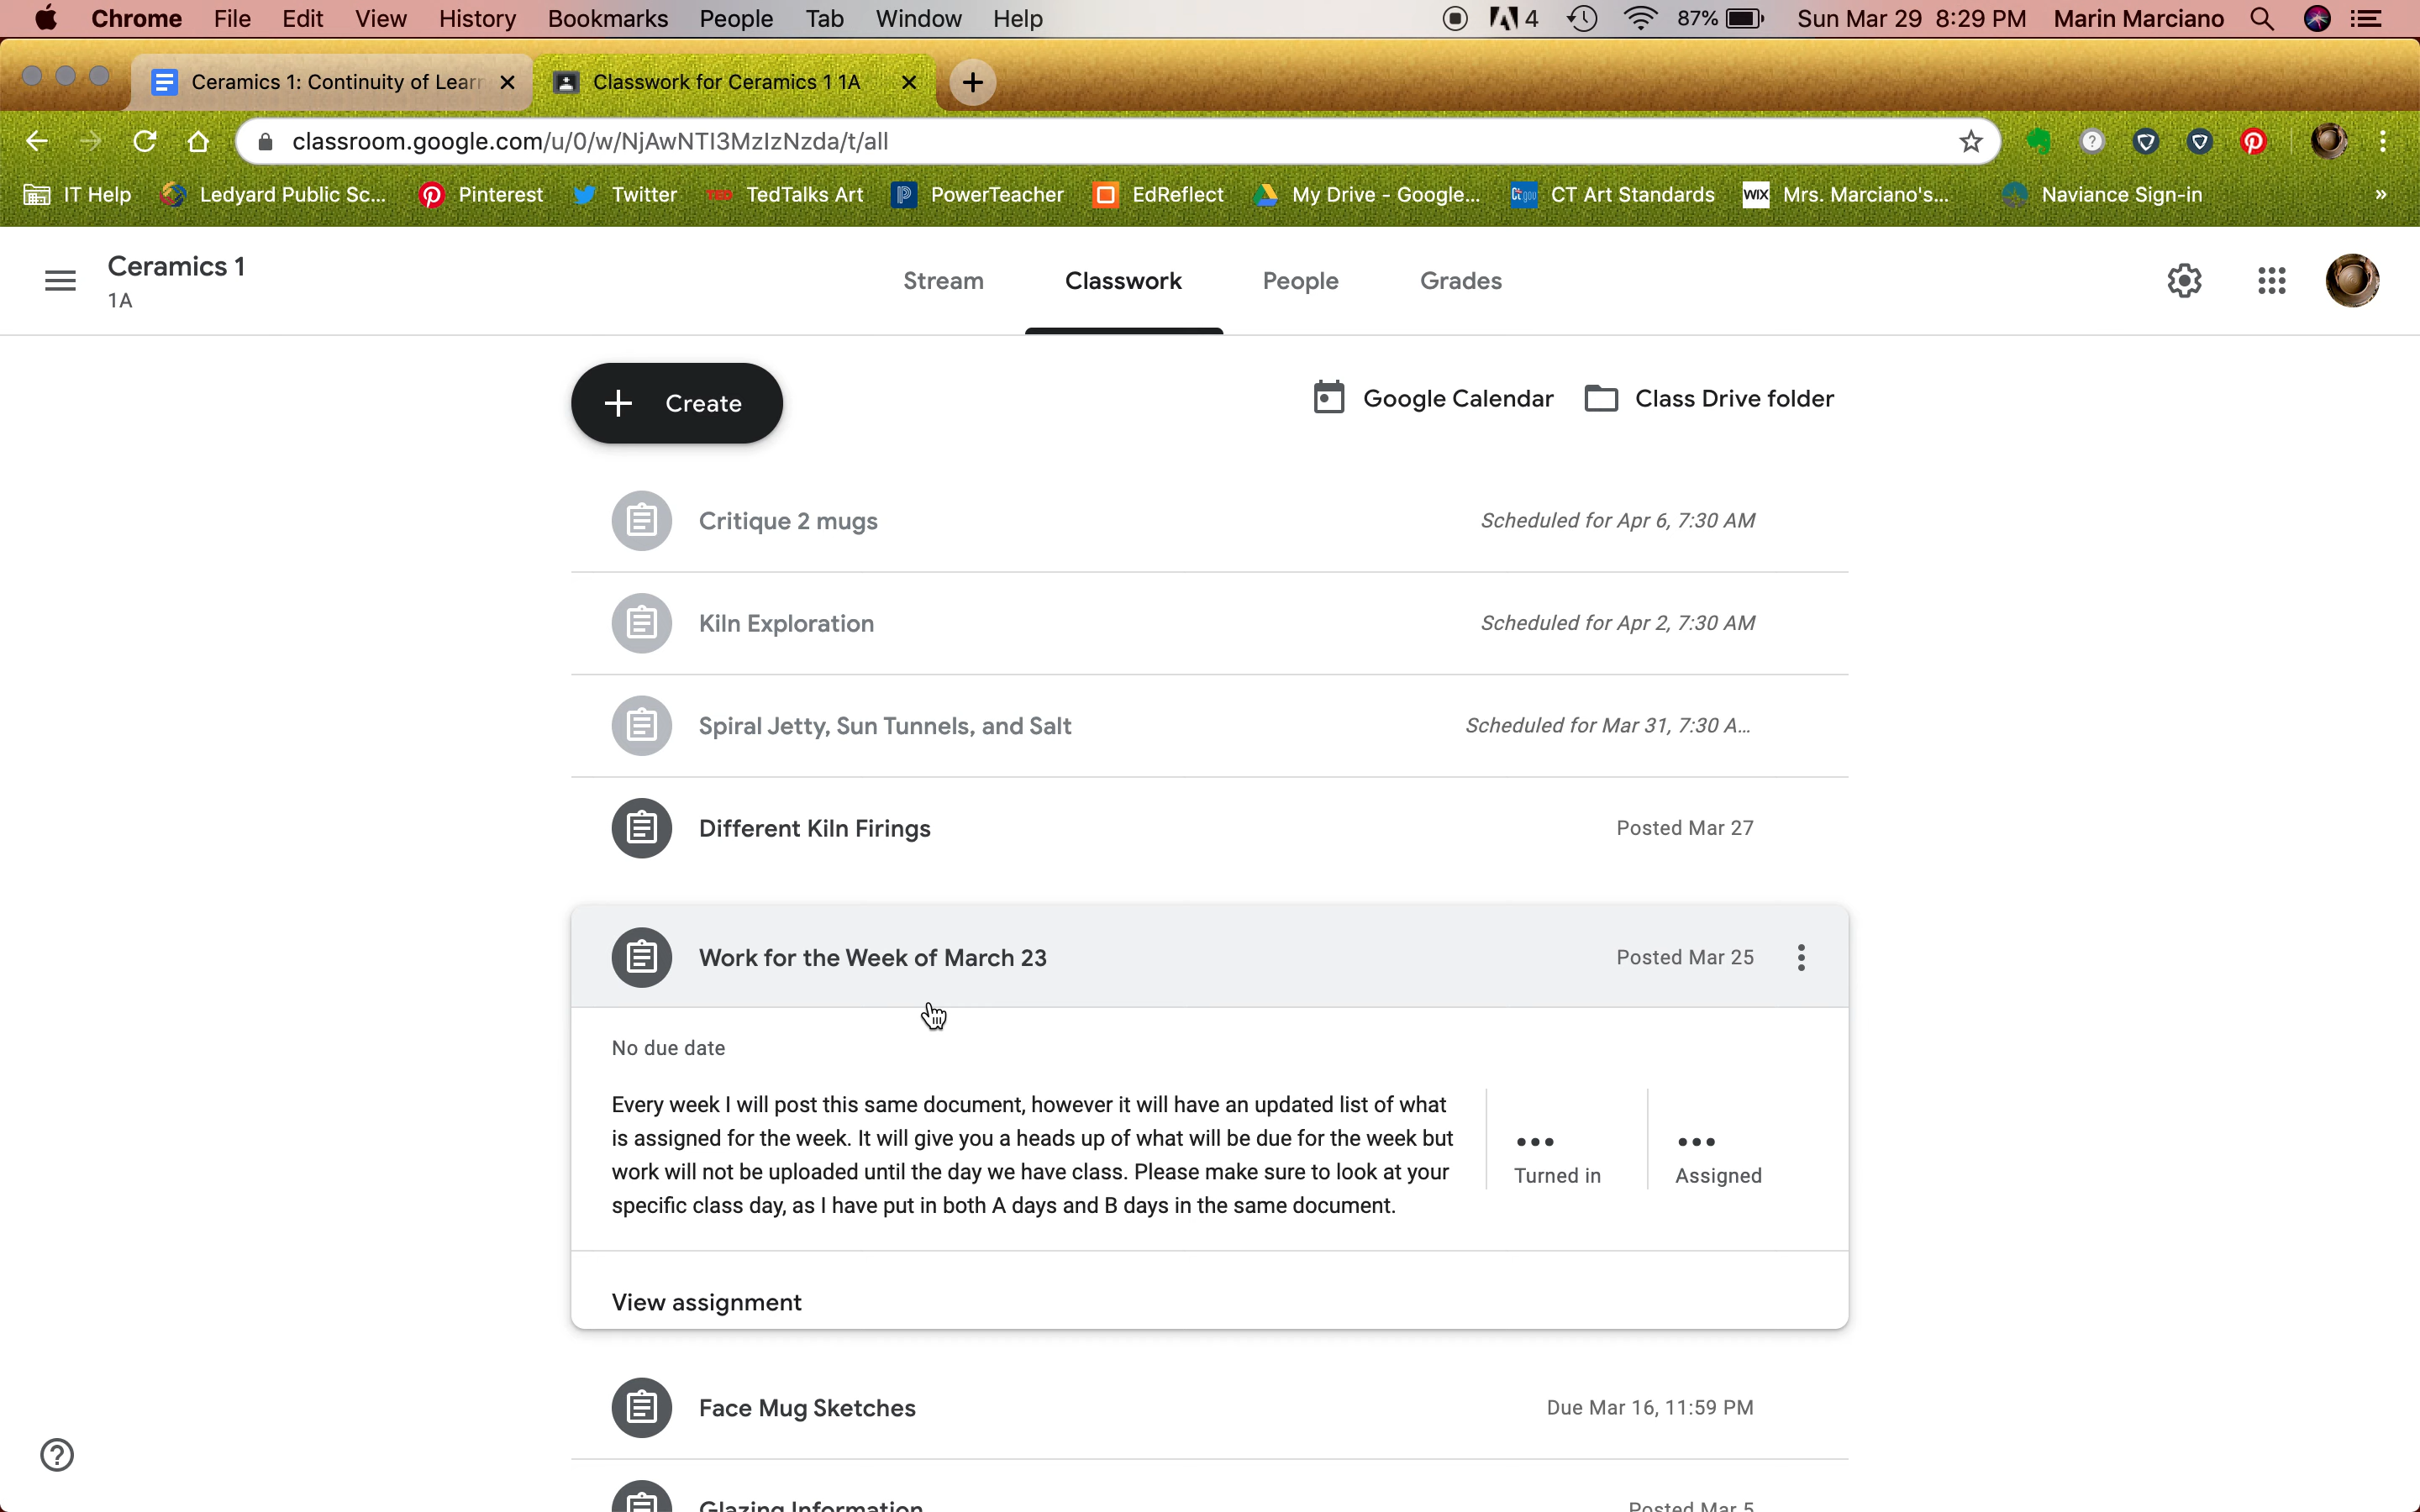 Chrome File Edit View History Bookmarks People Tab Window Help 4 87% Sun Mar 29 8:29 PM Marin Marciano
Ceramics 1: Continuity of Lear Classwork for Ceramics 1 1A
classroom.google.com/u/0/w/NjAwNTI3MzIzNzda/t/all
IT Help Ledyard Public Sc... Pinterest Twitter TED TedTalks Art PowerTeacher EdReflect My Drive - Google... CT Art Standards WIX Mrs. Marciano's... Naviance Sign-in »
Ceramics 1
1A
Stream Classwork People Grades
Create Google Calendar Class Drive folder
Critique 2 mugs Scheduled for Apr 6, 7:30 AM
Kiln Exploration Scheduled for Apr 2, 7:30 AM
Spiral Jetty, Sun Tunnels, and Salt Scheduled for Mar 31, 7:30 A...
Different Kiln Firings Posted Mar 27
Work for the Week of March 23 Posted Mar 25
No due date
Every week I will post this same document, however it will have an updated list of what
is assigned for the week. It will give you a heads up of what will be due for the week but
work will not be uploaded until the day we have class. Please make sure to look at your
specific class day, as I have put in both A days and B days in the same document.
Turned in Assigned
View assignment
Face Mug Sketches Due Mar 16, 11:59 PM
Glazing Information Posted Mar 5